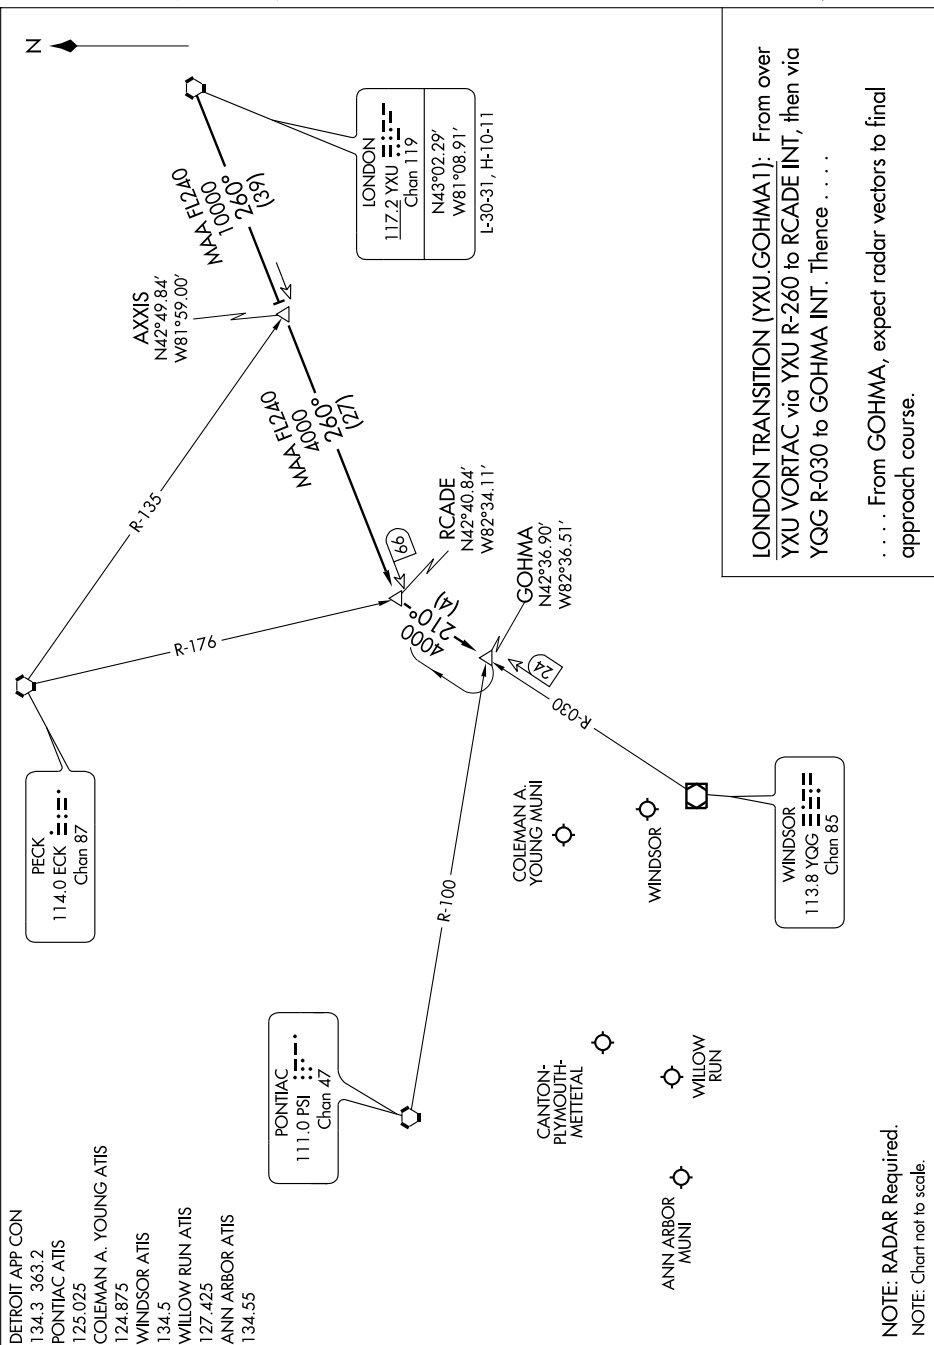 DETROIT APP CON
134.3 363.2
PONTIAC ATIS
125.025
COLEMAN A. YOUNG ATIS
124.875
WINDSOR ATIS
134.5
WILLOW RUN ATIS
127.425
ANN ARBOR ATIS
134.55
PECK
114.0 ECK
Chan 87
N
R-135
R-176
AXXIS
N42°49.84'
W81°59.00'
MAA FL240
10000
260°
(39)
LONDON
117.2 YXU
Chan 119
N43°02.29'
W81°08.91'
L-30-31, H-10-11
MAA FL240
4000
260°
(27)
66
RCADE
N42°40.84'
W82°34.11'
4000
210°
(4)
GOHMA
N42°36.90'
W82°36.51'
24
R-030
PONTIAC
111.0 PSI
Chan 47
R-100
COLEMAN A.
YOUNG MUNI
WINDSOR
WINDSOR
113.8 YQG
Chan 85
CANTON-
PLYMOUTH-
METTETAL
WILLOW
RUN
ANN ARBOR
MUNI
LONDON TRANSITION (YXU.GOHMA1): From over
YXU VORTAC via YXU R-260 to RCADE INT, then via
YQG R-030 to GOHMA INT. Thence . . . .
. . . . From GOHMA, expect radar vectors to final
approach course.
NOTE: RADAR Required.
NOTE: Chart not to scale.